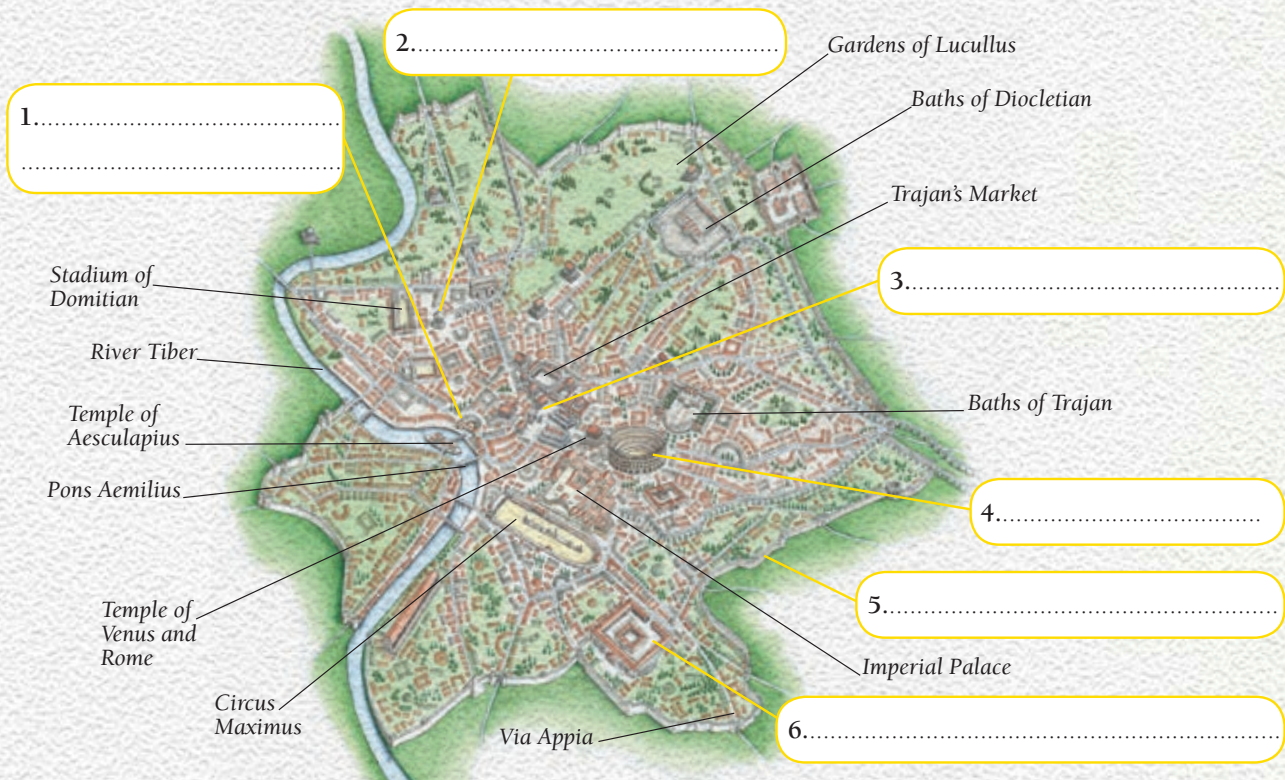 2.......................................................
Gardens of Lucullus
Baths of Diocletian
1..............................................
................................................
Trajan's Market
3.......................................................
Stadium of
Domitian
River Tiber
Temple of
Aesculapius
Baths of Trajan
Pons Aemilius
4.......................................
5..................................................
Temple of
Venus and
Rome
Imperial Palace
Circus
Maximus
Via Appia
6.......................................................